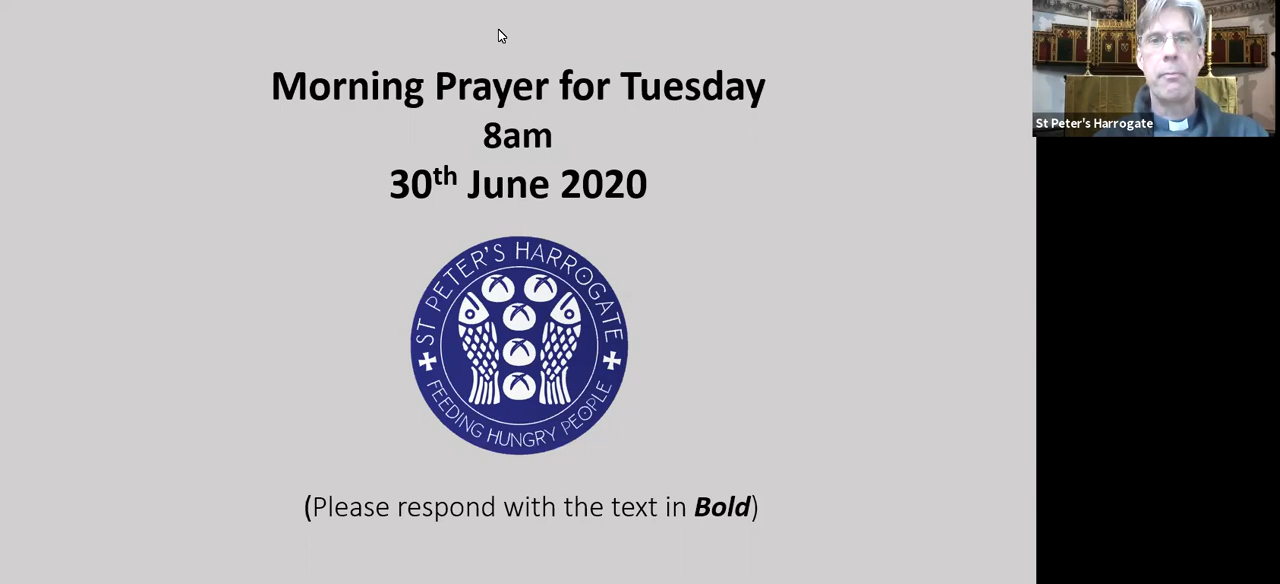 Morning Prayer for Tuesday
8am
30th June 2020
ST PETER'S HARROGATE
FEEDING HUNGRY PEOPLE
(Please respond with the text in Bold)
St Peter's Harrogate